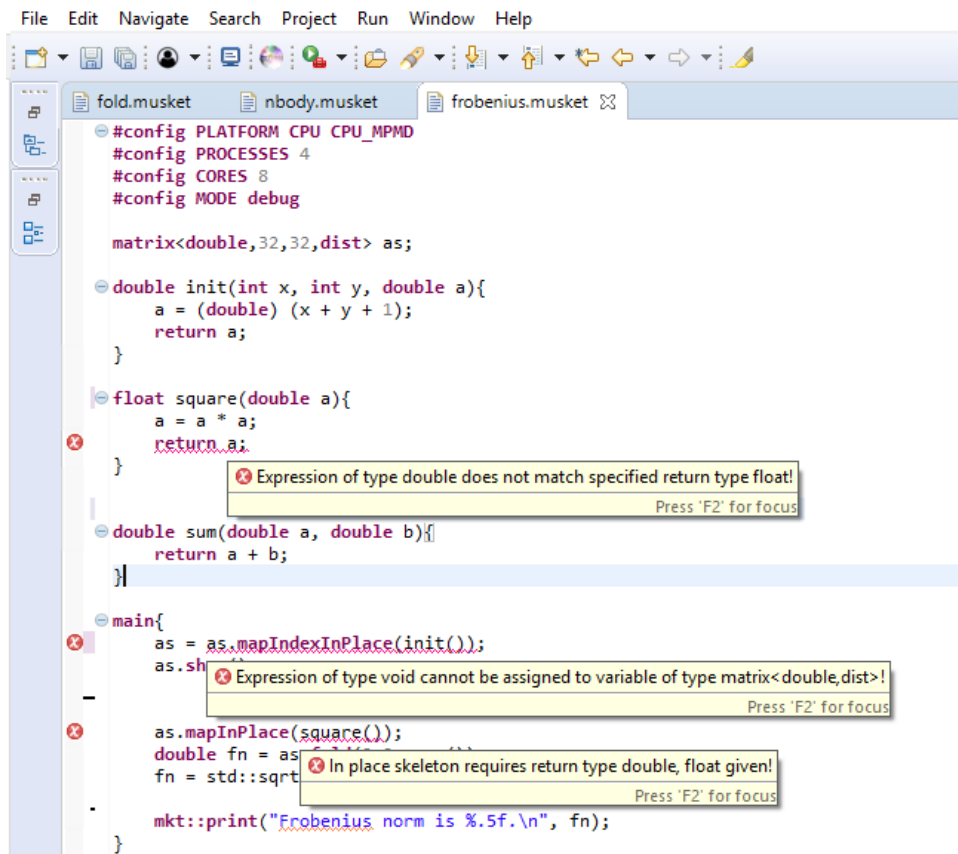 File Edit Navigate Search Project Run Window Help
fold.musket nbody.musket frobenius.musket
#config PLATFORM CPU CPU_MPMD
#config PROCESSES 4
#config CORES 8
#config MODE debug
matrix<double,32,32,dist> as;
double init(int x, int y, double a){
a = (double) (x + y + 1);
return a;
}
float square(double a){
a = a * a;
return a;
}
Expression of type double does not match specified return type float!
Press 'F2' for focus
double sum(double a, double b){
return a + b;
}
main{
as = as.mapIndexInPlace(init());
as.sh
Expression of type void cannot be assigned to variable of type matrix<double,dist>!
Press 'F2' for focus
as.mapInPlace(square());
double fn = as
In place skeleton requires return type double, float given!
fn = std::sqrt
Press 'F2' for focus
mkt::print("Frobenius norm is %.5f.\n", fn);
}